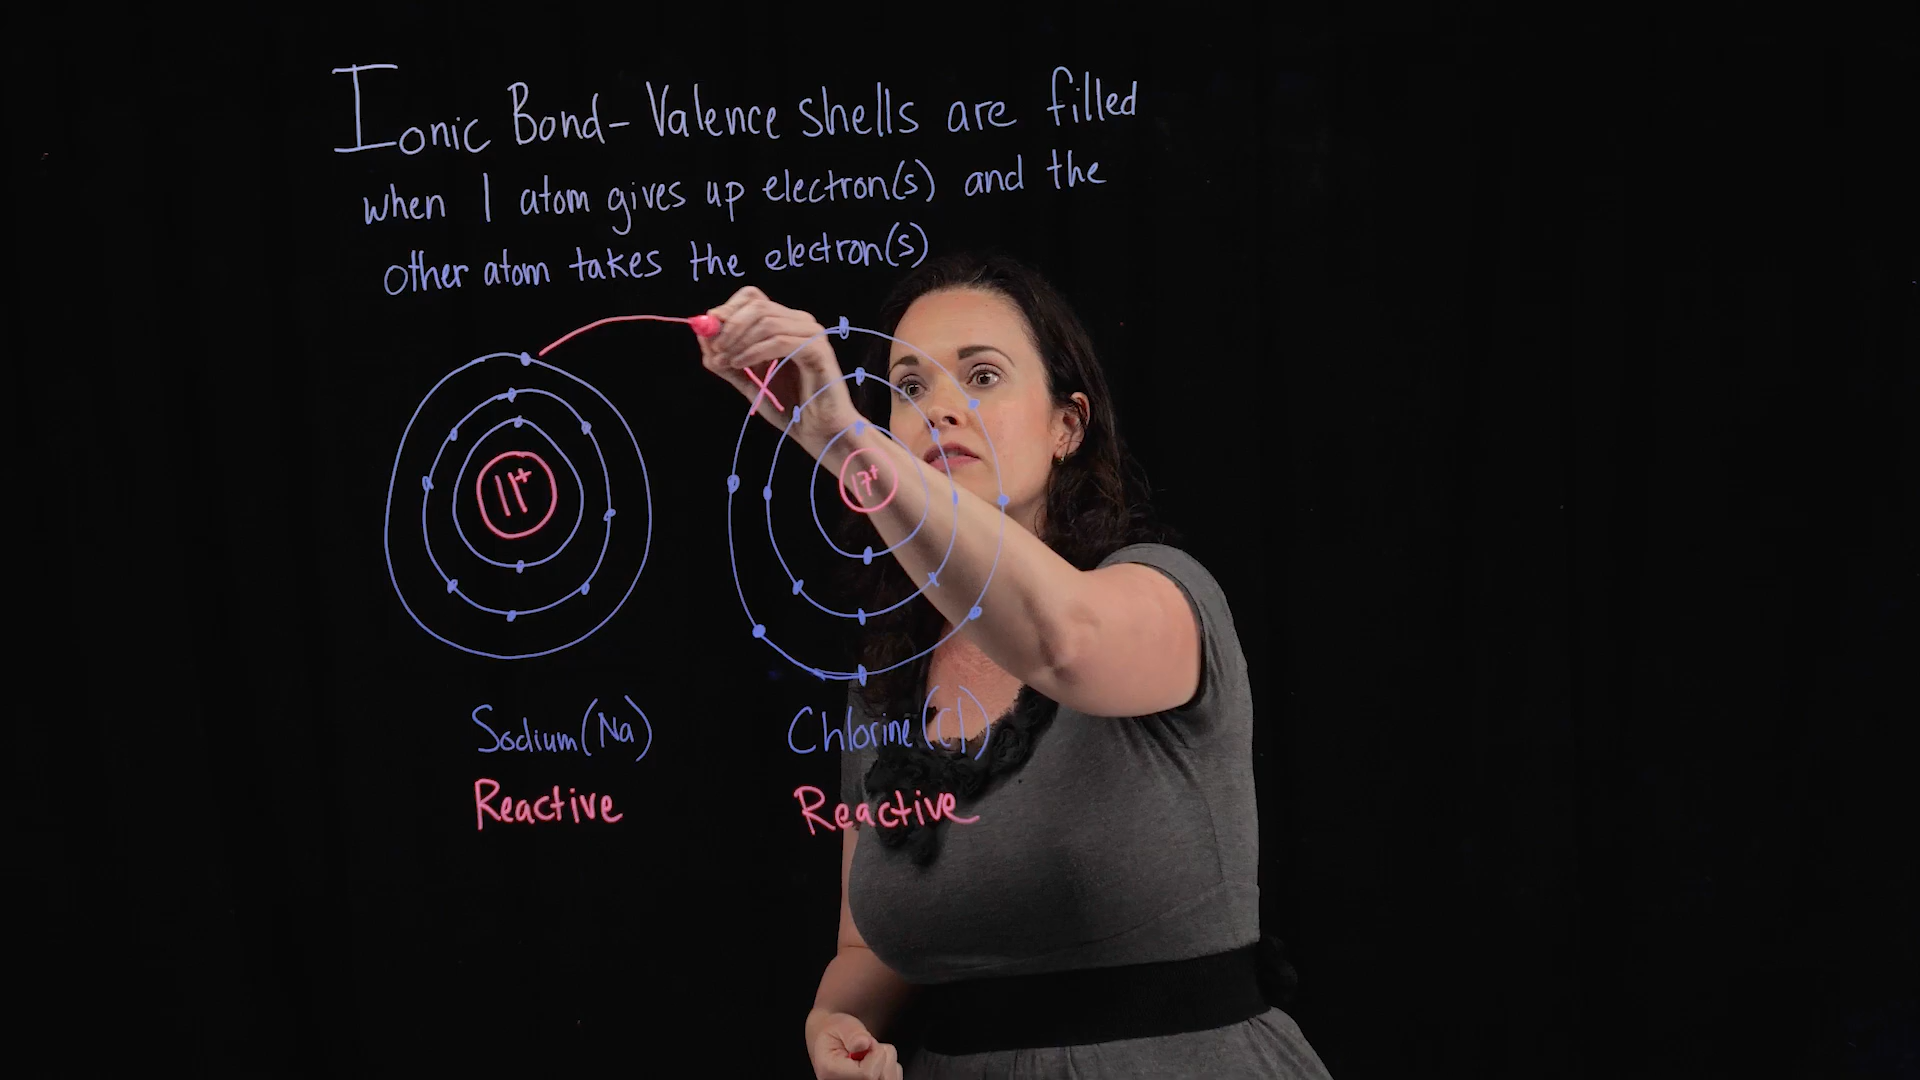 Ionic Bond - Valence shells are filled
when 1 atom gives up electron(s) and the
other atom takes the electron(s)
11+
17+
Sodium (Na)
Chlorine (Cl)
Reactive
Reactive